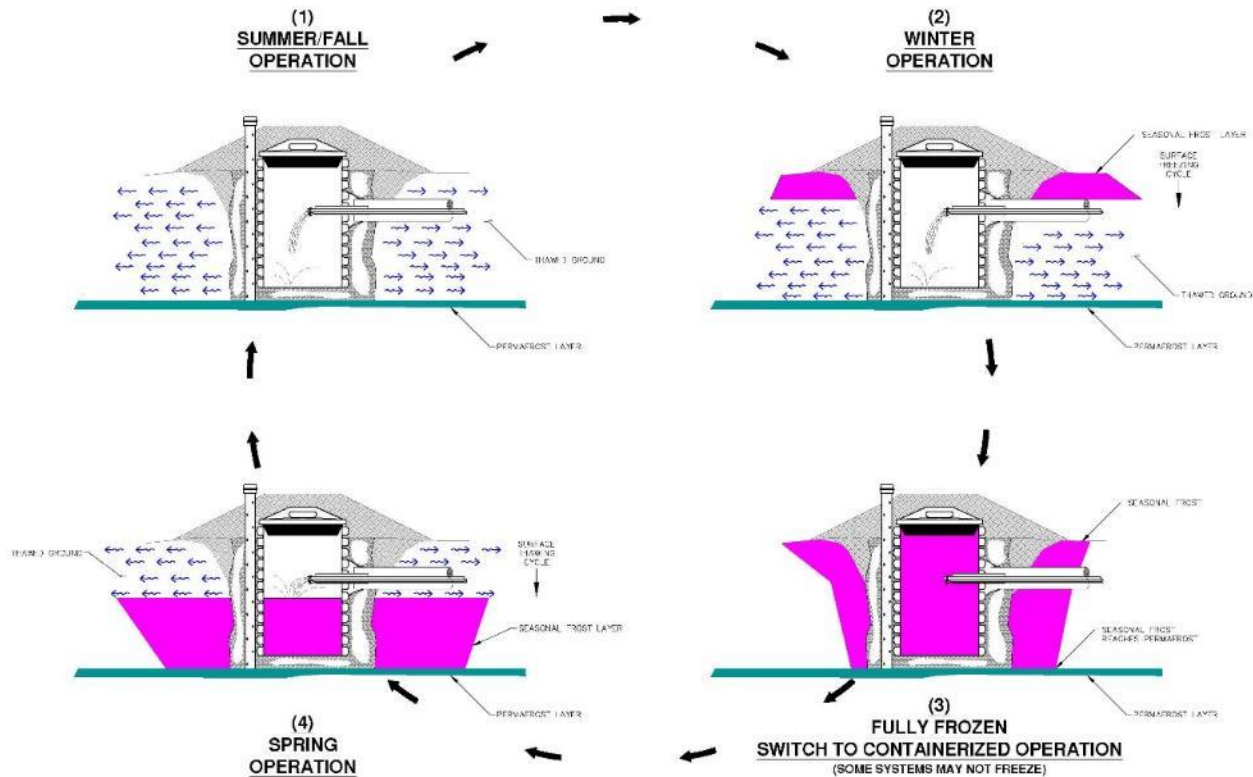 (1)
SUMMER/FALL
OPERATION
THAWED GROUND
PERMAFROST LAYER
(2)
WINTER
OPERATION
SEASONAL FROST LAYER
SURFACE
FREEZING
CYCLE
THAWED GROUND
PERMAFROST LAYER
THAWED GROUND
SURFACE
THAWING
CYCLE
SEASONAL FROST LAYER
PERMAFROST LAYER
(4)
SPRING
OPERATION
SEASONAL FROST
SEASONAL FROST
REACHES PERMAFROST
PERMAFROST LAYER
(3)
FULLY FROZEN
SWITCH TO CONTAINERIZED OPERATION
(SOME SYSTEMS MAY NOT FREEZE)